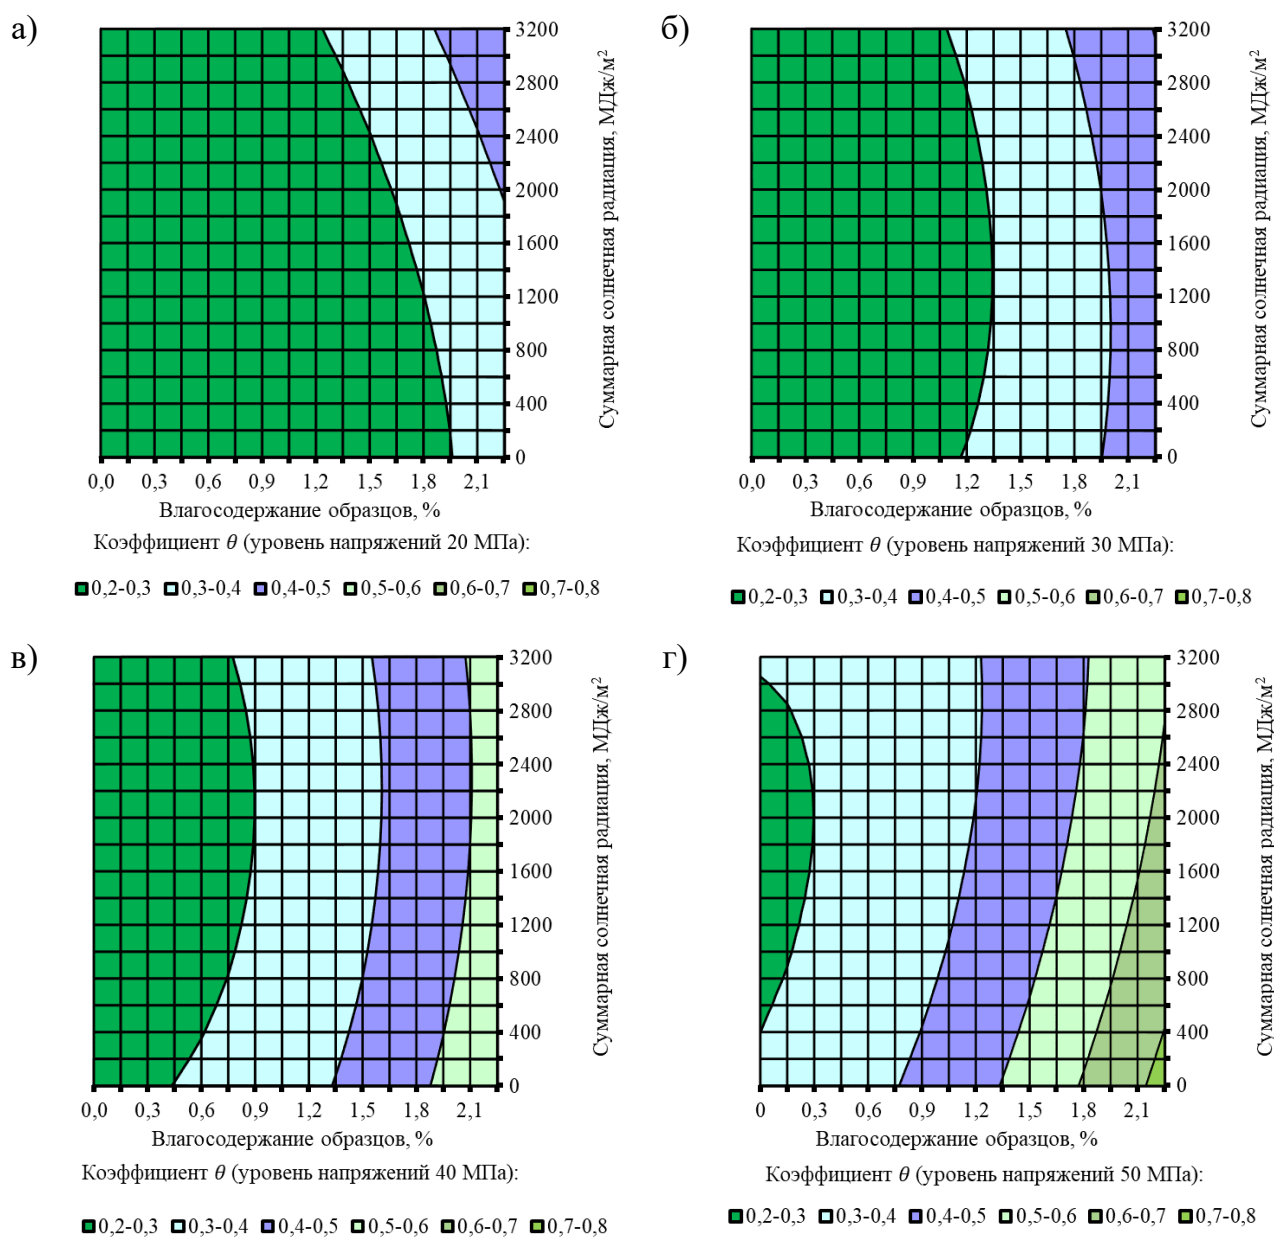 а)
3200
2800
2400
2000
1600
1200
800
400
0
Суммарная солнечная радиация, МДж/м²
0,0 0,3 0,6 0,9 1,2 1,5 1,8 2,1
Влагосодержание образцов, %
Коэффициент θ (уровень напряжений 20 МПа):
0,2-0,3 0,3-0,4 0,4-0,5 0,5-0,6 0,6-0,7 0,7-0,8
б)
3200
2800
2400
2000
1600
1200
800
400
0
Суммарная солнечная радиация, МДж/м²
0,0 0,3 0,6 0,9 1,2 1,5 1,8 2,1
Влагосодержание образцов, %
Коэффициент θ (уровень напряжений 30 МПа):
0,2-0,3 0,3-0,4 0,4-0,5 0,5-0,6 0,6-0,7 0,7-0,8
в)
3200
2800
2400
2000
1600
1200
800
400
0
Суммарная солнечная радиация, МДж/м²
0,0 0,3 0,6 0,9 1,2 1,5 1,8 2,1
Влагосодержание образцов, %
Коэффициент θ (уровень напряжений 40 МПа):
0,2-0,3 0,3-0,4 0,4-0,5 0,5-0,6 0,6-0,7 0,7-0,8
г)
3200
2800
2400
2000
1600
1200
800
400
0
Суммарная солнечная радиация, МДж/м²
0 0,3 0,6 0,9 1,2 1,5 1,8 2,1
Влагосодержание образцов, %
Коэффициент θ (уровень напряжений 50 МПа):
0,2-0,3 0,3-0,4 0,4-0,5 0,5-0,6 0,6-0,7 0,7-0,8